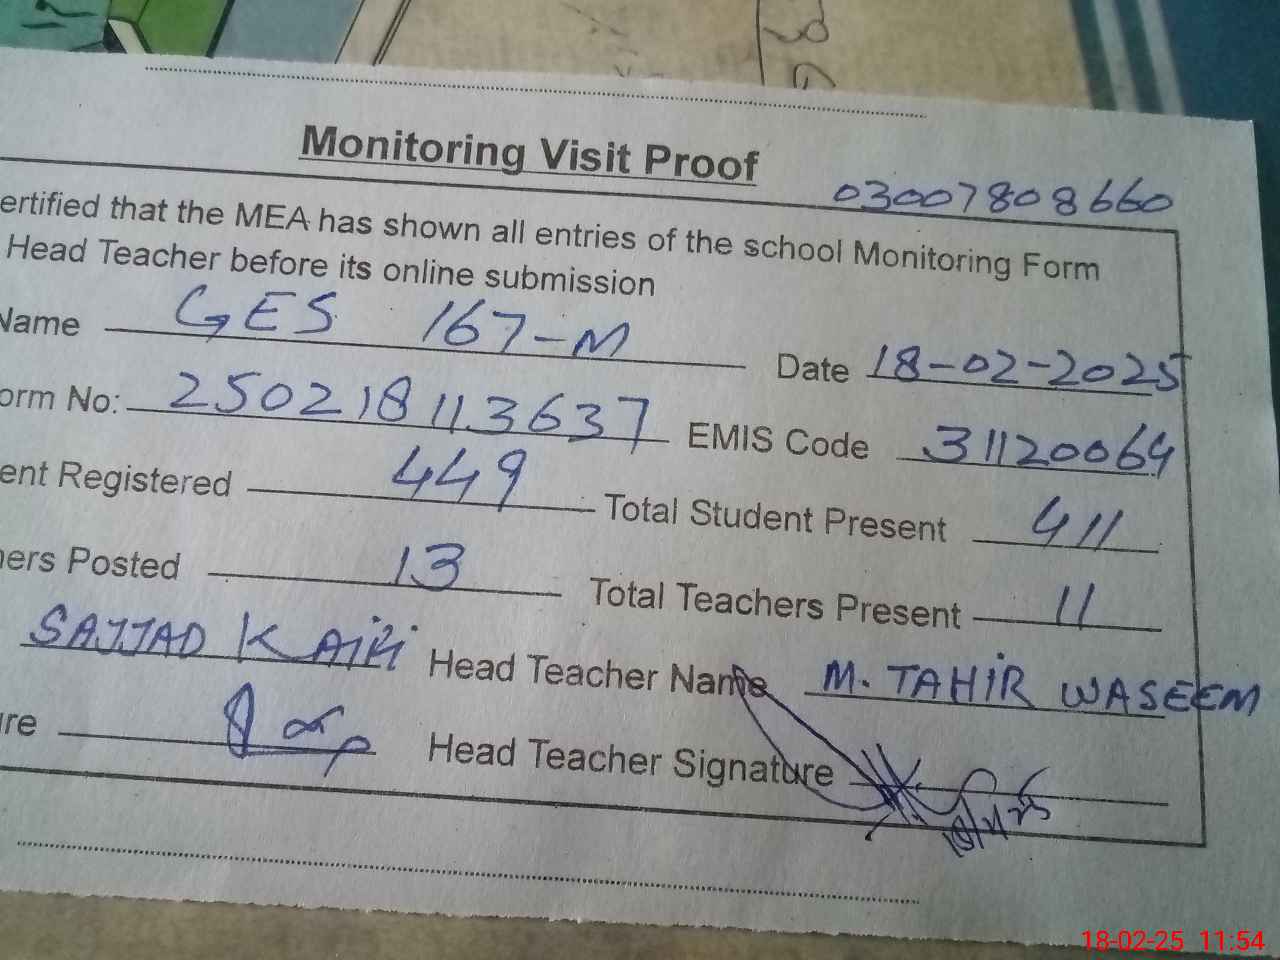 Monitoring Visit Proof
03007808660
ertified that the MEA has shown all entries of the school Monitoring Form
Head Teacher before its online submission
Name GES 167-M Date 18-02-2025
orm No: 250218113637 EMIS Code 31120064
ent Registered 449 Total Student Present 411
ers Posted 13 Total Teachers Present 11
SAJJAD Head Teacher Name M. TAHIR WASEEM
ure Head Teacher Signature
18-02-25 11:54